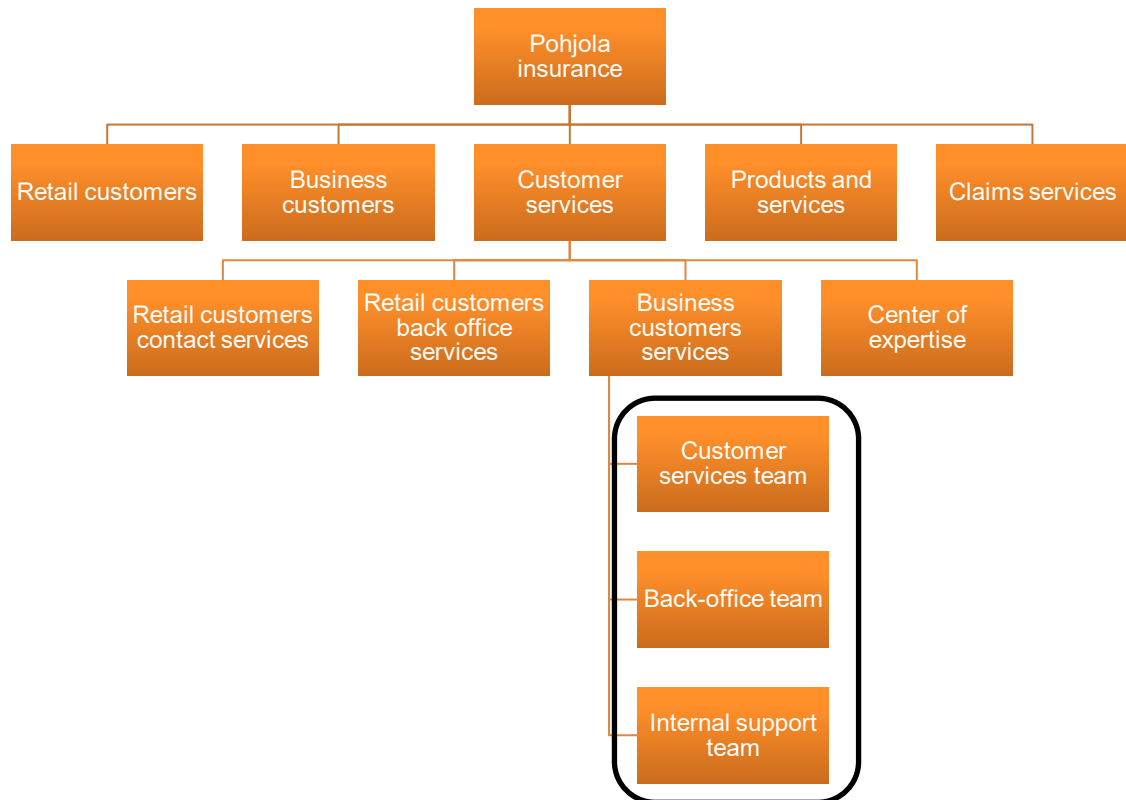 Pohjola
insurance
Retail customers
Business
customers
Customer
services
Products and
services
Claims services
Retail customers
contact services
Retail customers
back office
services
Business
customers
services
Center of
expertise
Customer
services team
Back-office team
Internal support
team